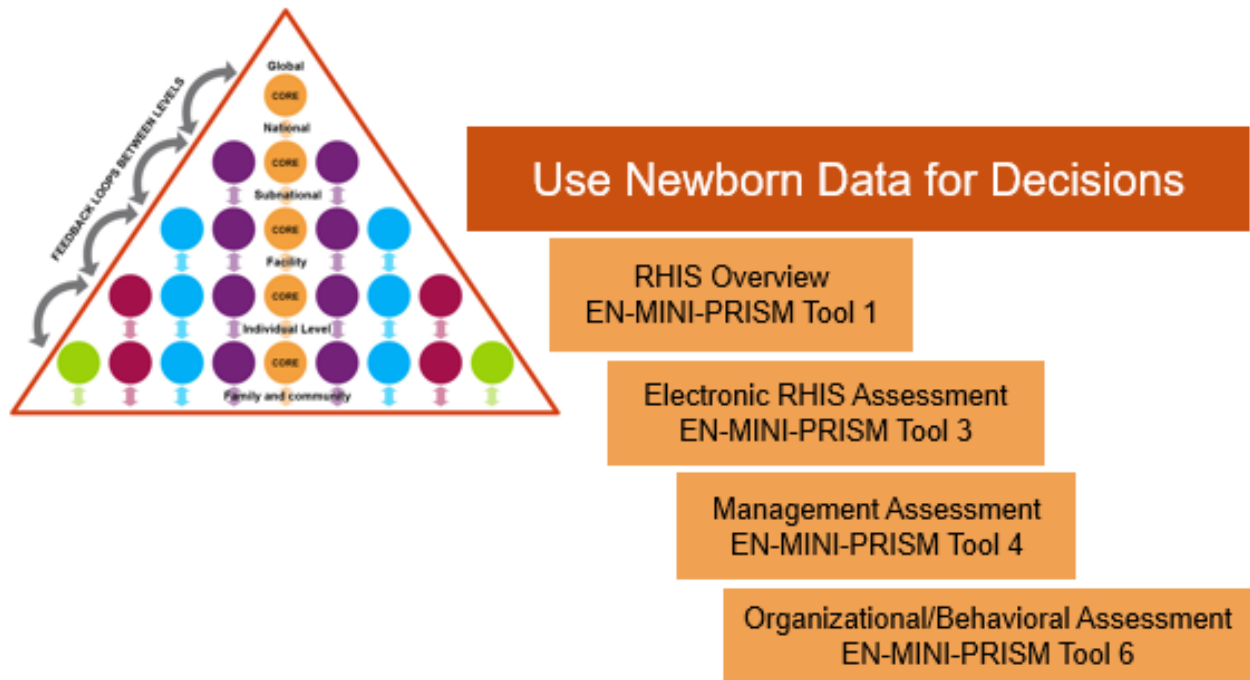 FEEDBACK LOOPS BETWEEN LEVELS
Global
CORE
National
CORE
Subnational
CORE
Facility
CORE
Individual Level
CORE
Family and community
Use Newborn Data for Decisions
RHIS Overview
EN-MINI-PRISM Tool 1
Electronic RHIS Assessment
EN-MINI-PRISM Tool 3
Management Assessment
EN-MINI-PRISM Tool 4
Organizational/Behavioral Assessment
EN-MINI-PRISM Tool 6